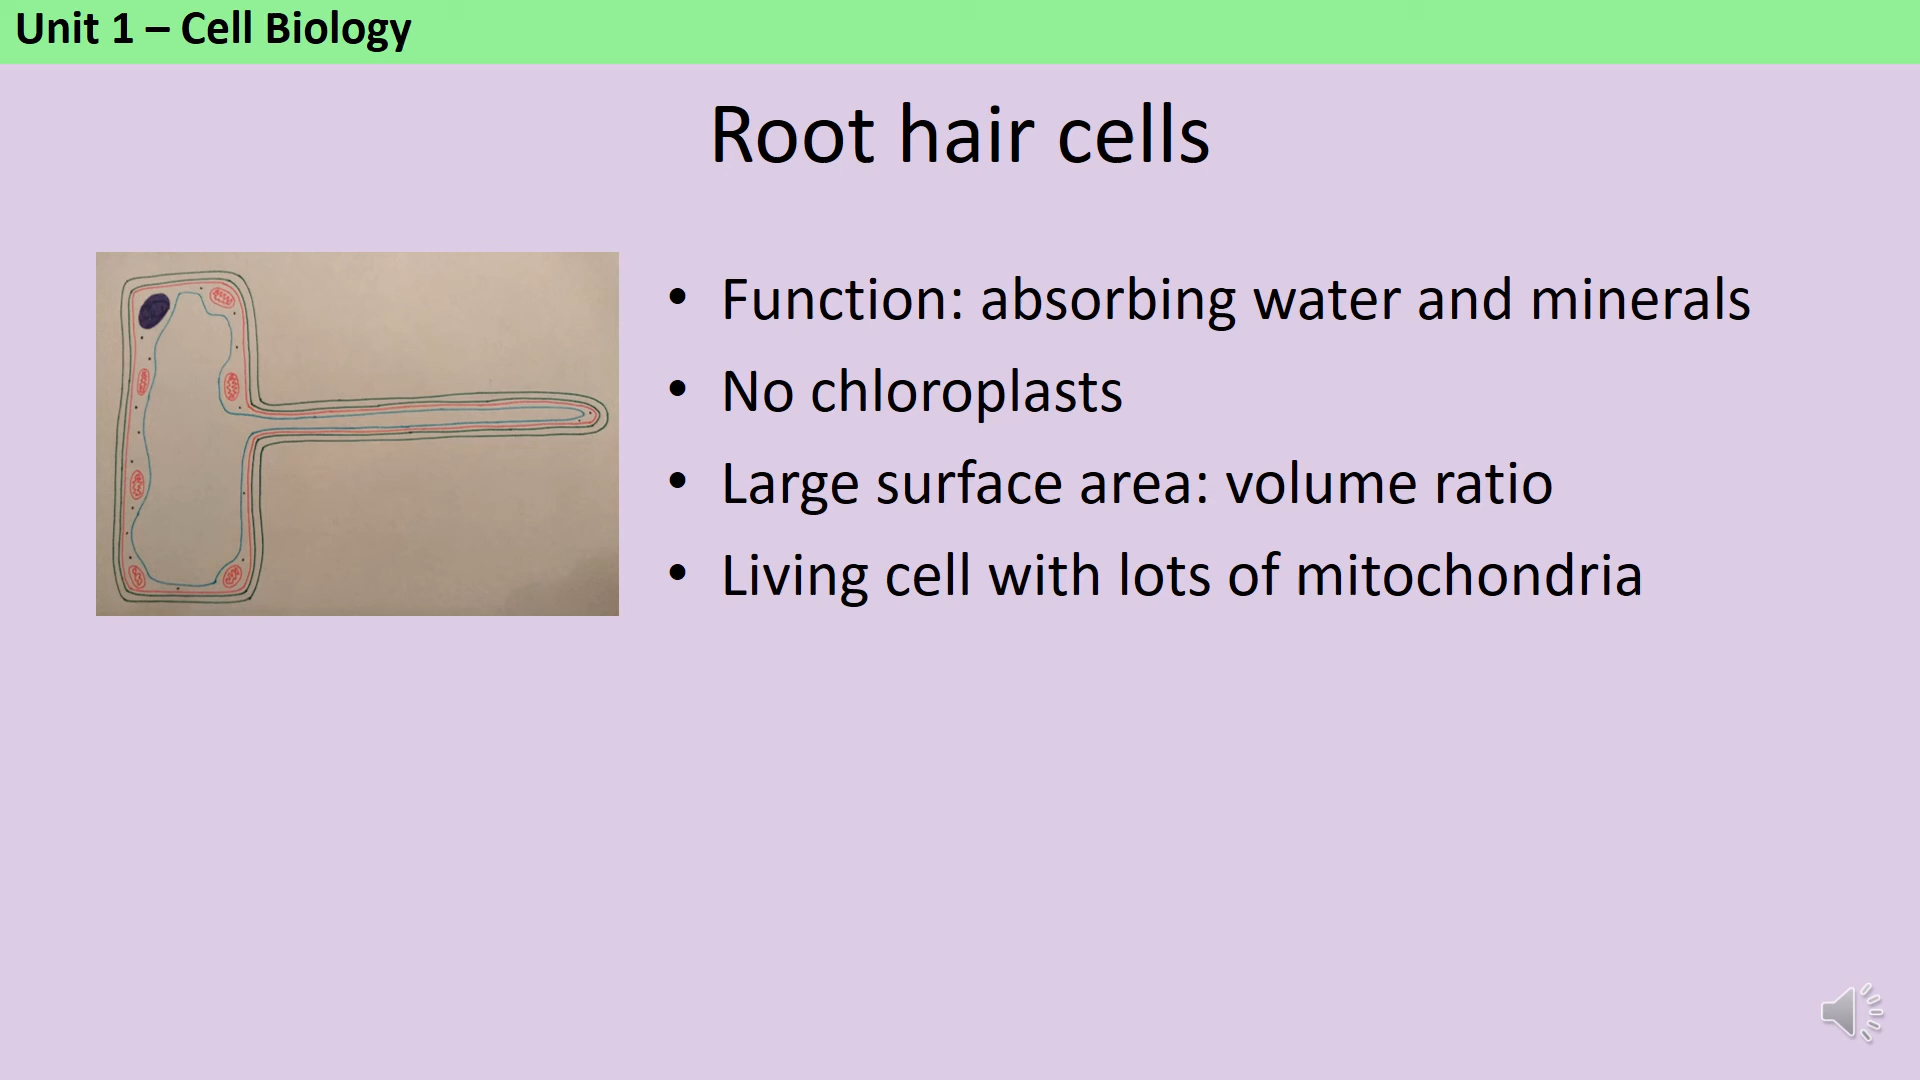 Unit 1 – Cell Biology
Root hair cells
• Function: absorbing water and minerals
• No chloroplasts
• Large surface area: volume ratio
• Living cell with lots of mitochondria